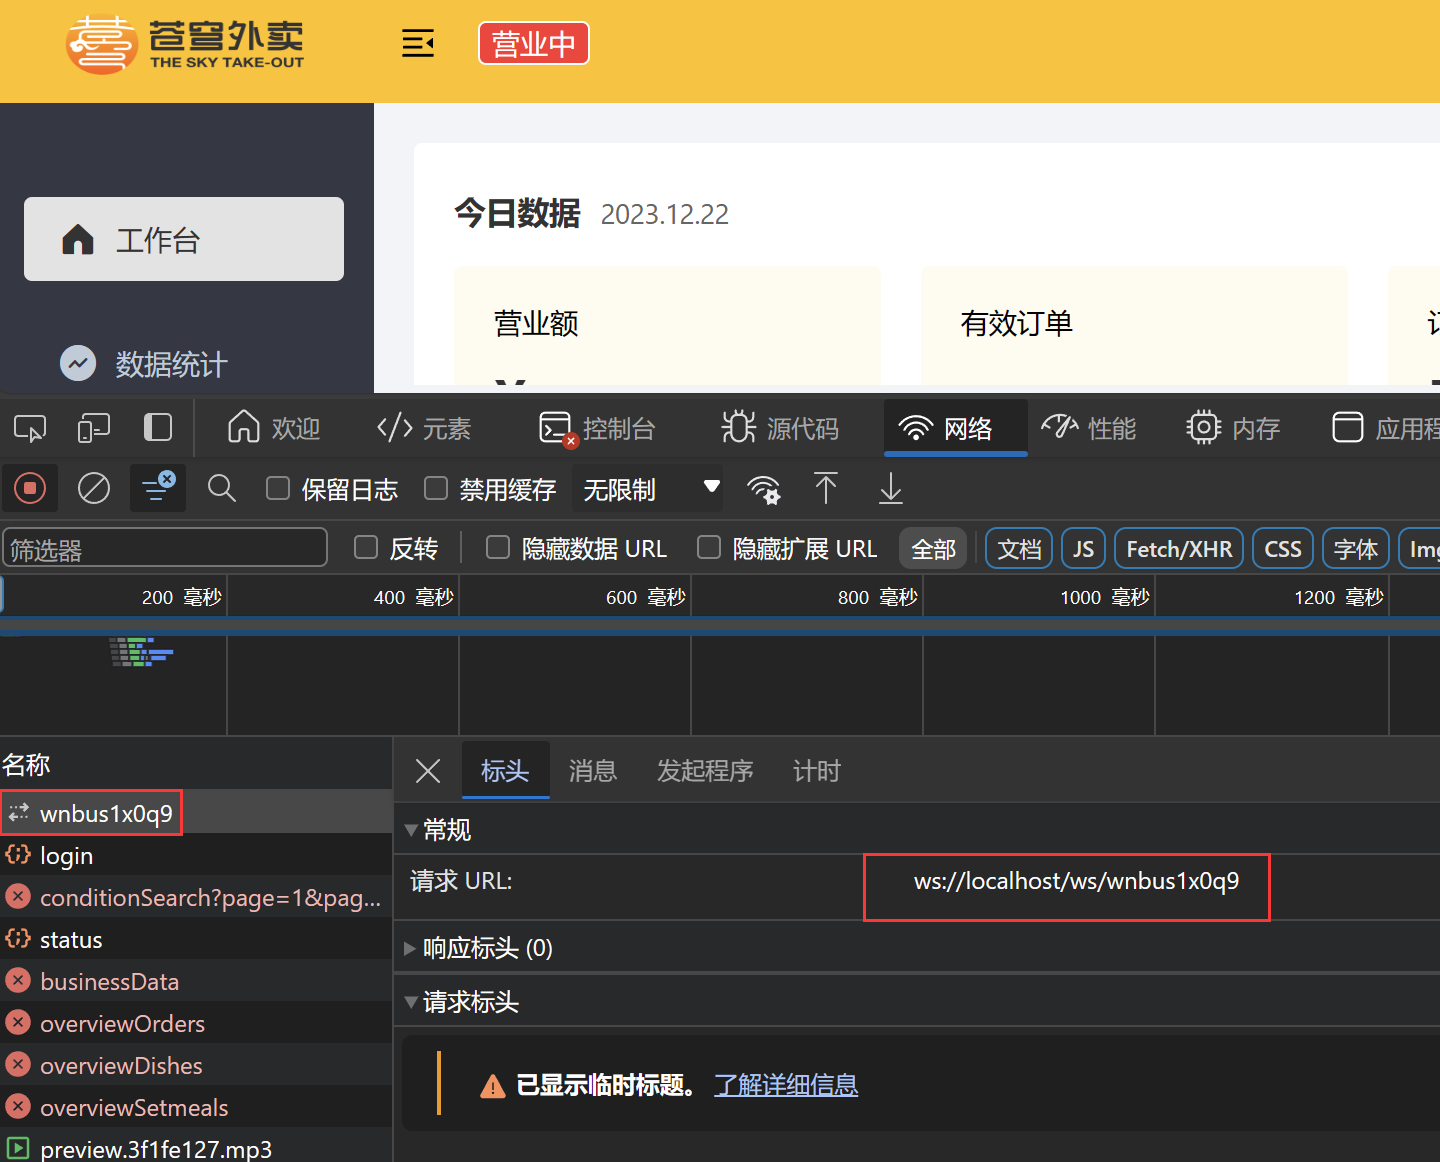 苍穹外卖
THE SKY TAKE-OUT
营业中
工作台
数据统计
今日数据 2023.12.22
营业额 有效订单
欢迎 元素 控制台 源代码 网络 性能 内存 应用程
保留日志 禁用缓存 无限制
筛选器 反转 隐藏数据 URL 隐藏扩展 URL 全部 文档 JS Fetch/XHR CSS 字体 Img
200 毫秒 400 毫秒 600 毫秒 800 毫秒 1000 毫秒 1200 毫秒
名称
wnbus1x0q9
login
conditionSearch?page=1&pag...
status
businessData
overviewOrders
overviewDishes
overviewSetmeals
preview.3f1fe127.mp3
标头 消息 发起程序 计时
常规
请求 URL: ws://localhost/ws/wnbus1x0q9
响应标头 (0)
请求标头
已显示临时标题。 了解详细信息